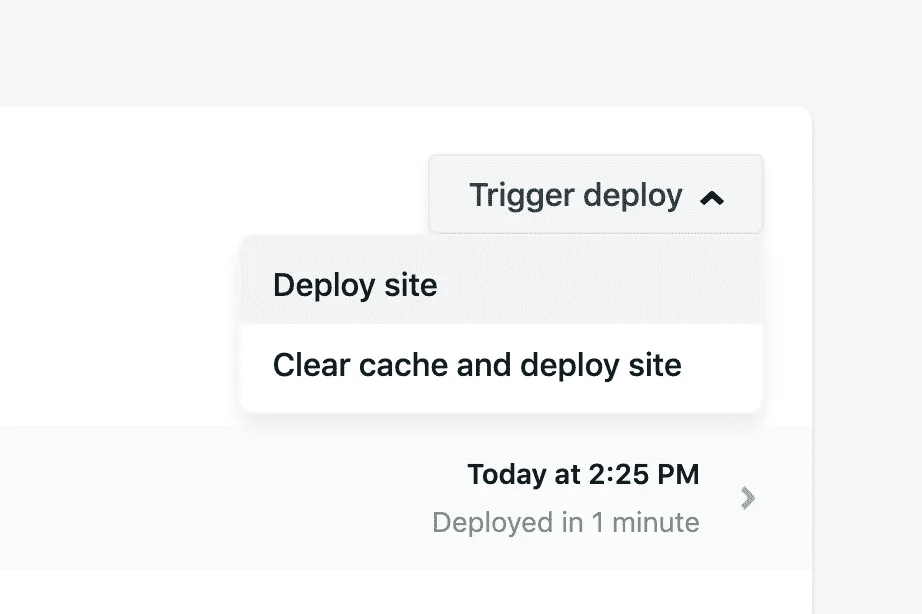 Trigger deploy
Deploy site
Clear cache and deploy site
Today at 2:25 PM
Deployed in 1 minute